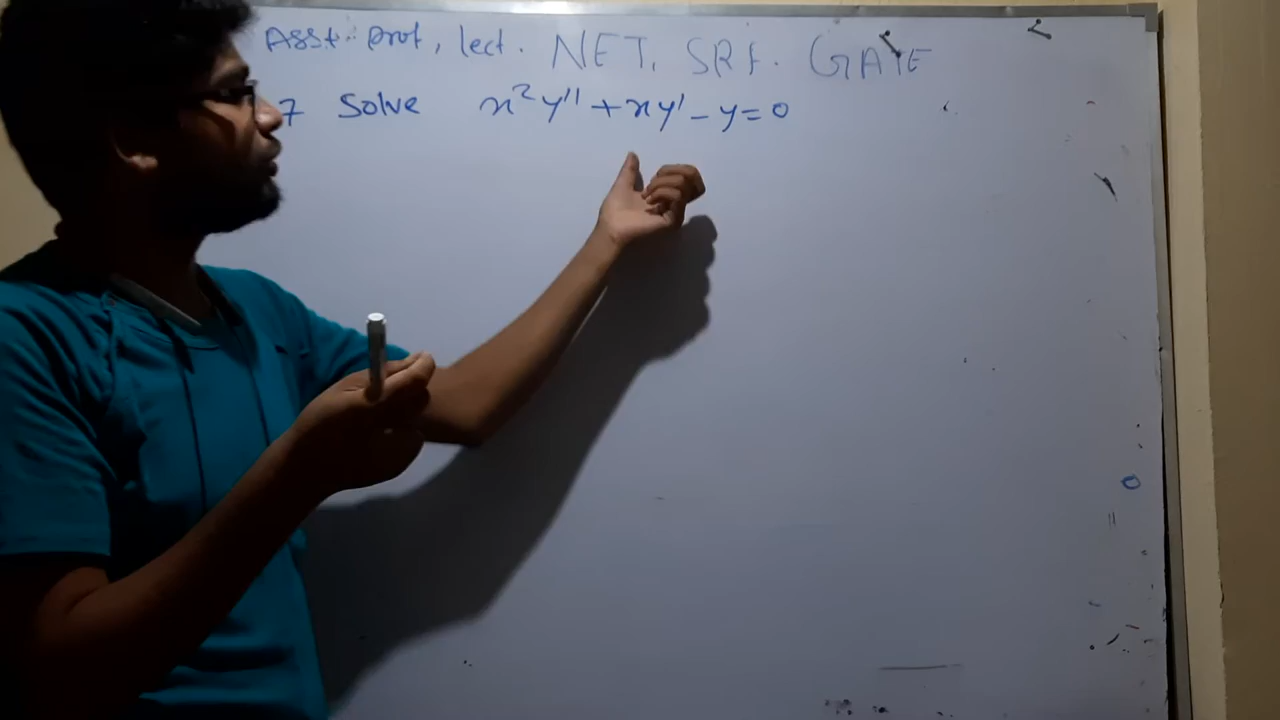 Asst. prof, lect. NET, SRF. GATE
7 Solve x²y'' + xy' - y = 0